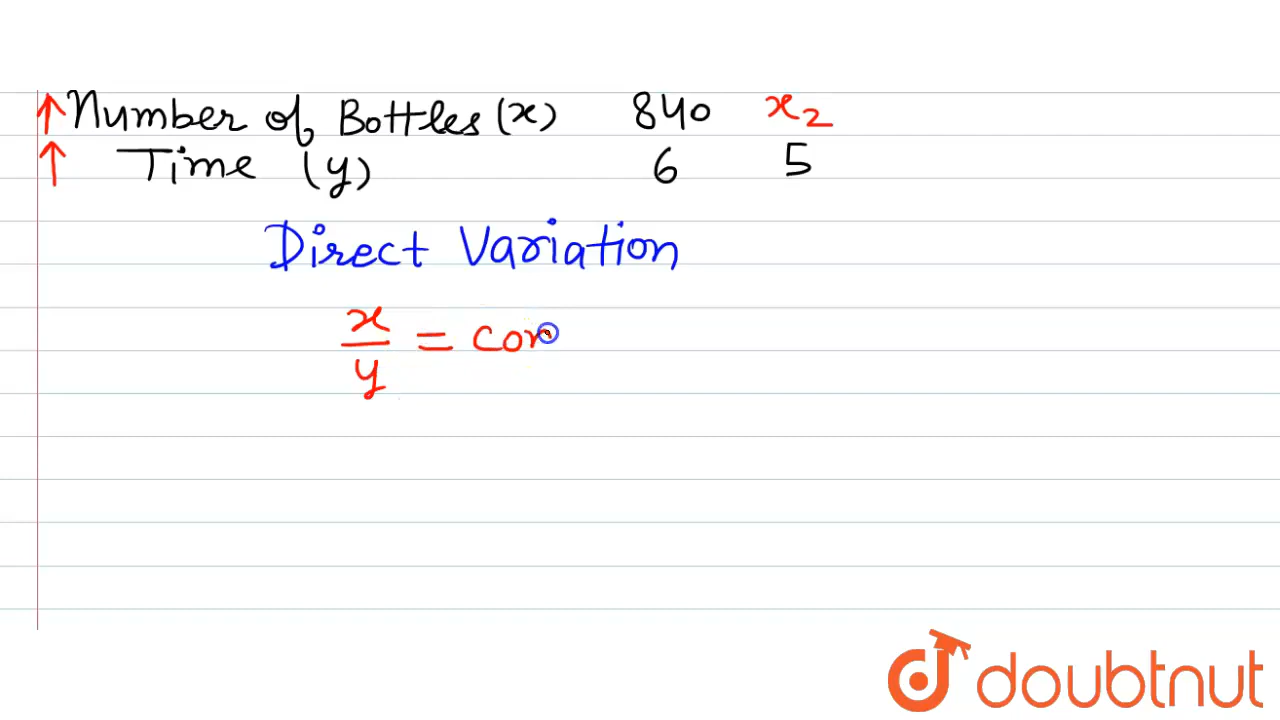 ↑ Number of Bottles (x) 840 x₂
↑ Time (y) 6 5
Direct Variation
x/y = con
doubtnut